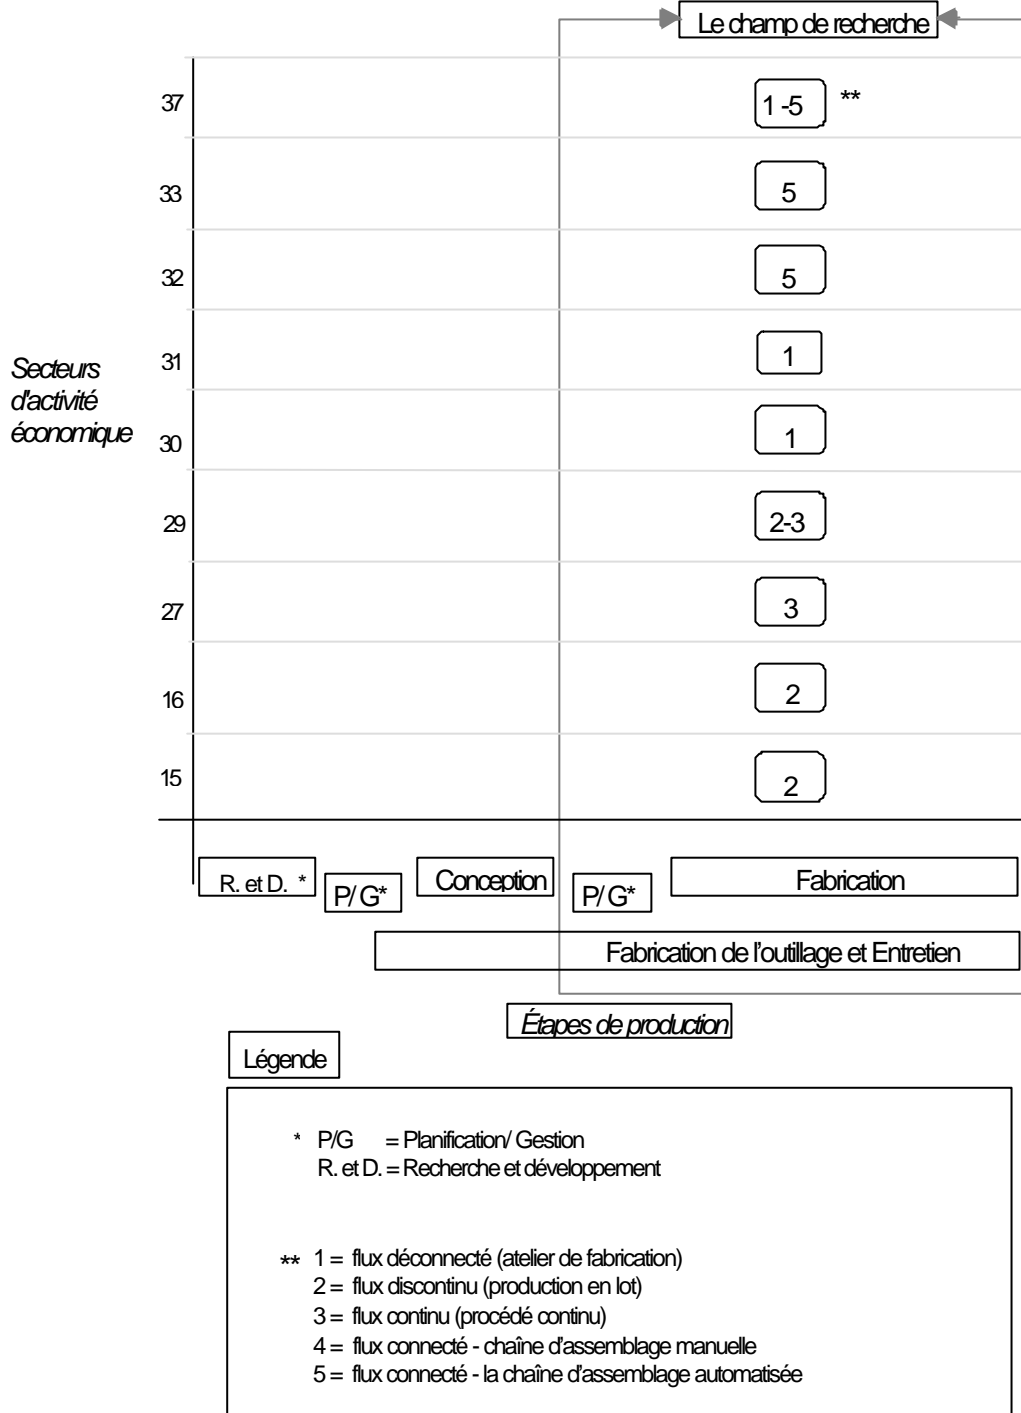 Le champ de recherche
37 1 -5 **
33 5
32 5
31 1
Secteurs
d'activité
économique
30 1
29 2-3
27 3
16 2
15 2
R. et D. * P/G* Conception P/G* Fabrication
Fabrication de l'outillage et Entretien
Étapes de production
Légende
* P/G = Planification/ Gestion
R. et D. = Recherche et développement
** 1 = flux déconnecté (atelier de fabrication)
2 = flux discontinu (production en lot)
3 = flux continu (procédé continu)
4 = flux connecté - chaîne d'assemblage manuelle
5 = flux connecté - la chaîne d'assemblage automatisée